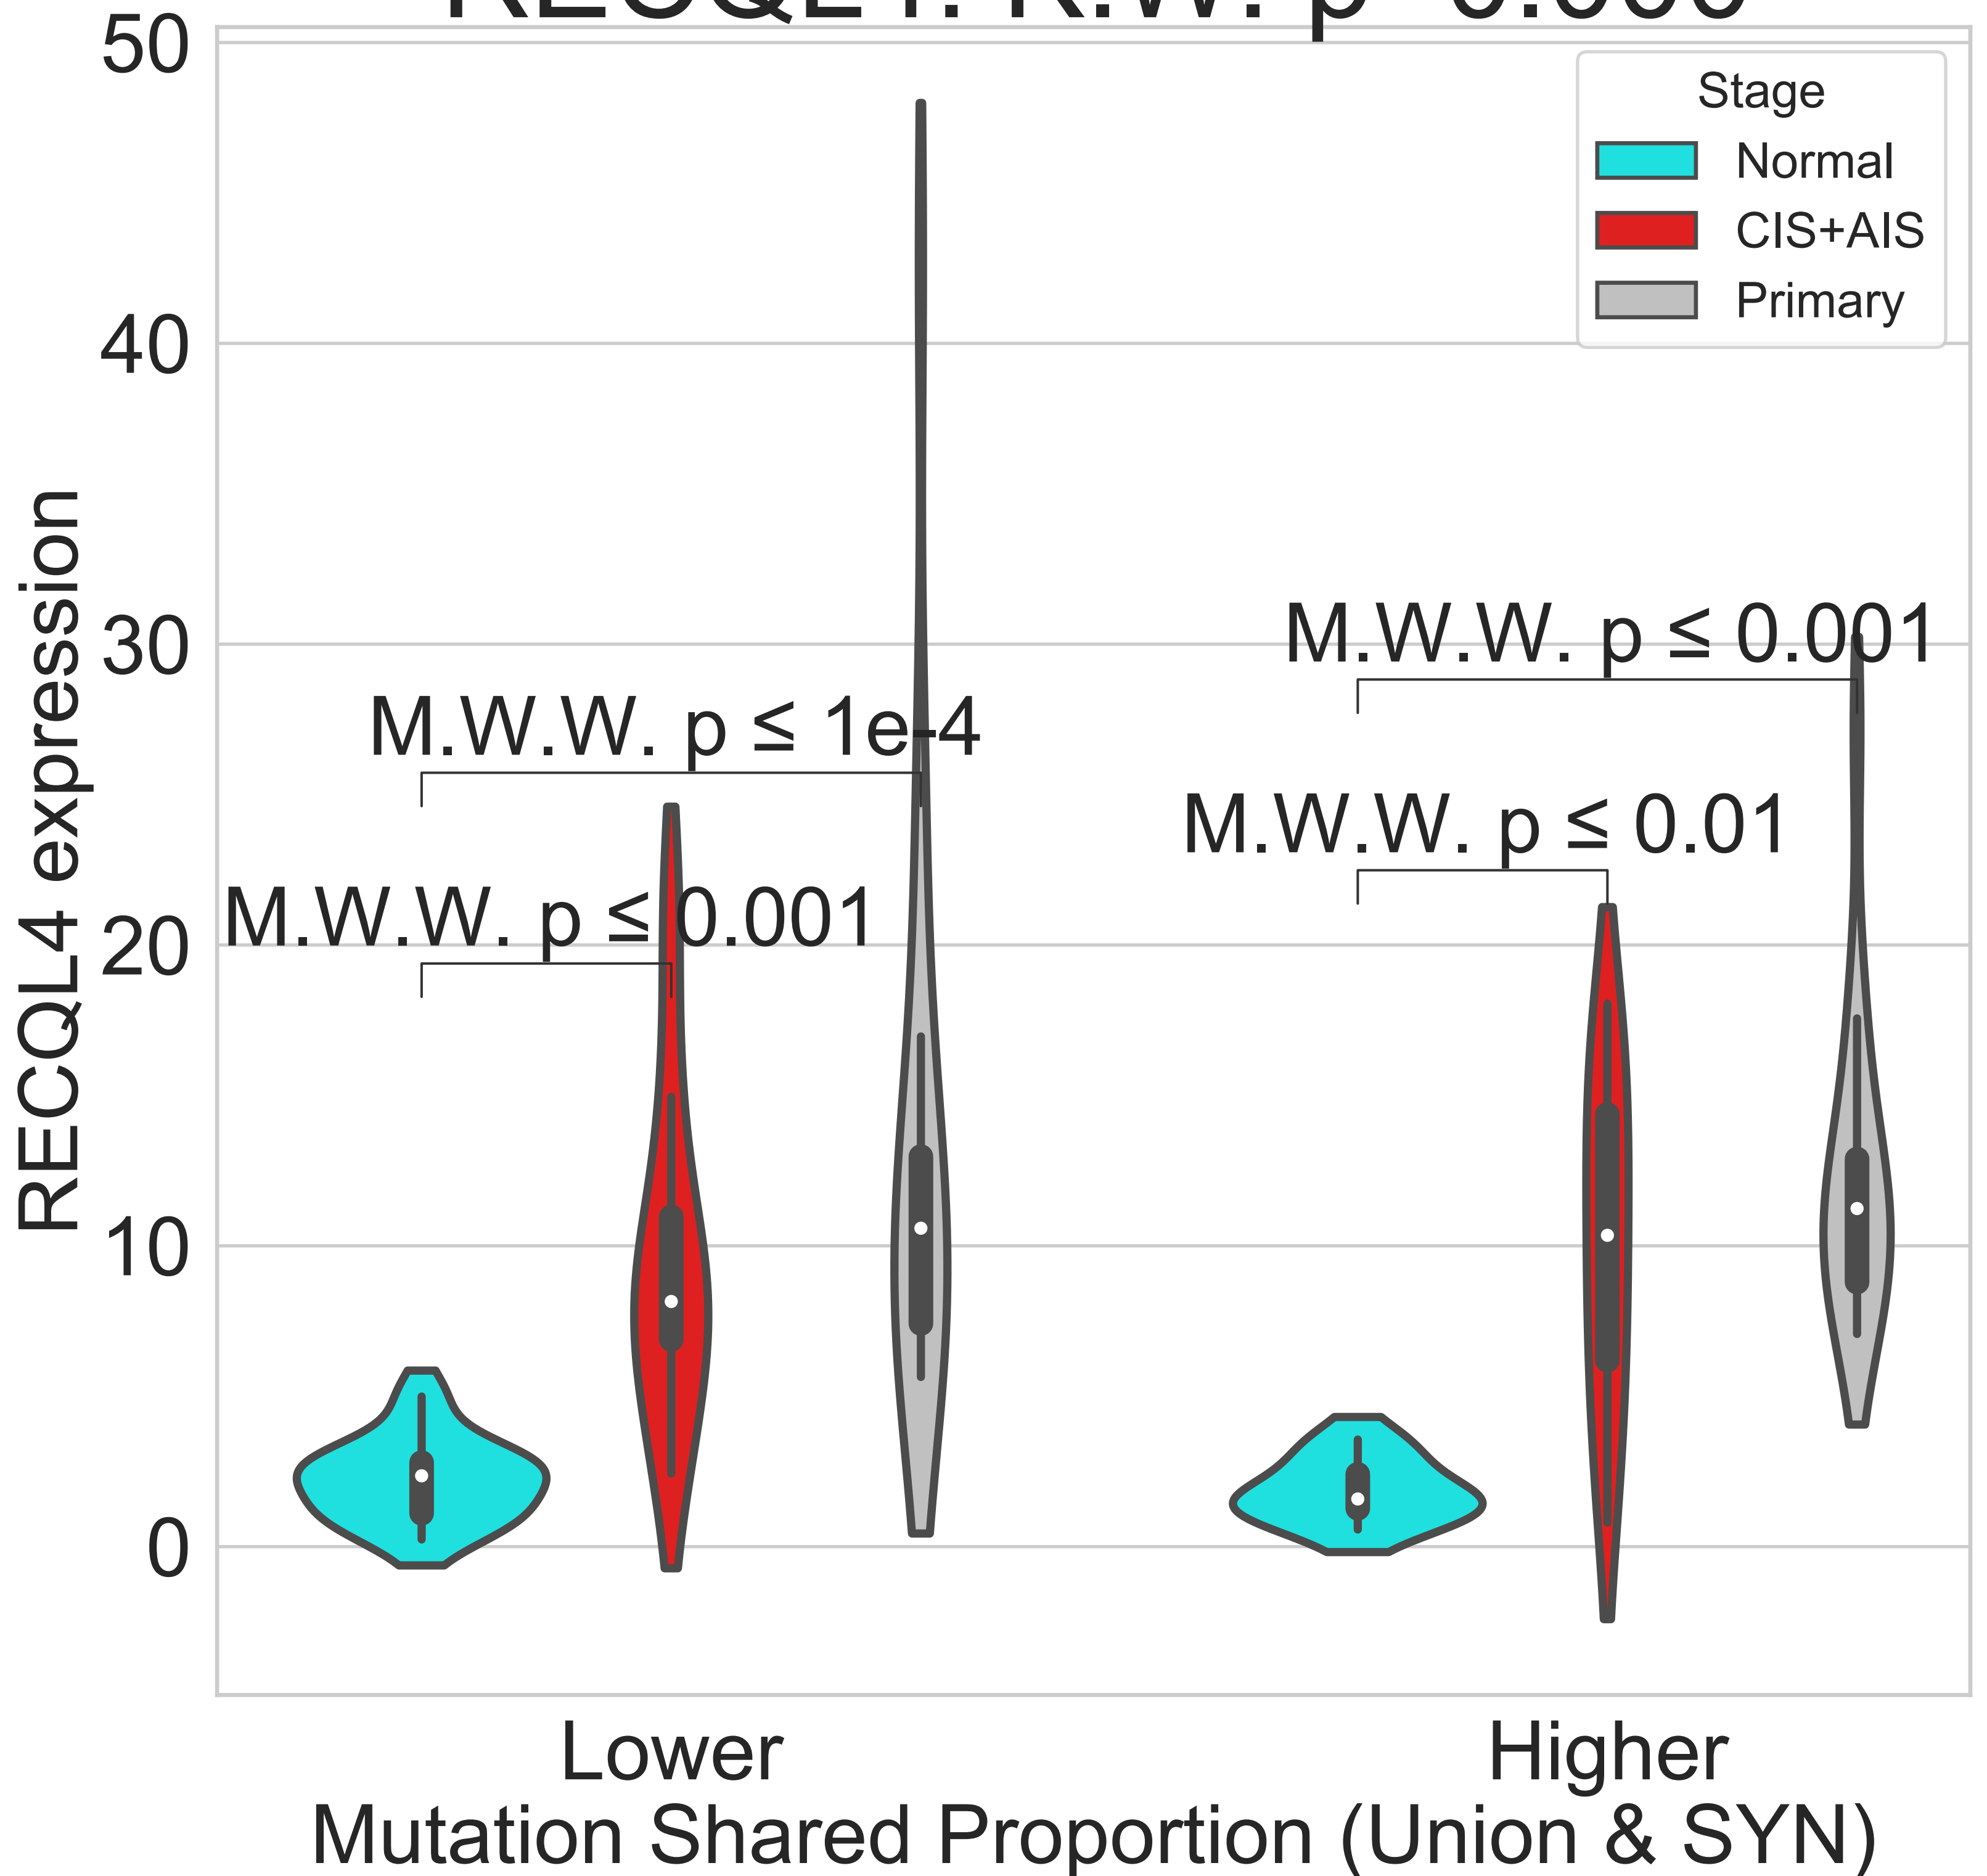 50
40
30
20
10
0
RECQL4 expression
Stage
Normal
CIS+AIS
Primary
M.W.W. p ≤ 0.001
M.W.W. p ≤ 1e-4
M.W.W. p ≤ 0.01
M.W.W. p ≤ 0.001
Lower
Higher
Mutation Shared Proportion (Union & SYN)